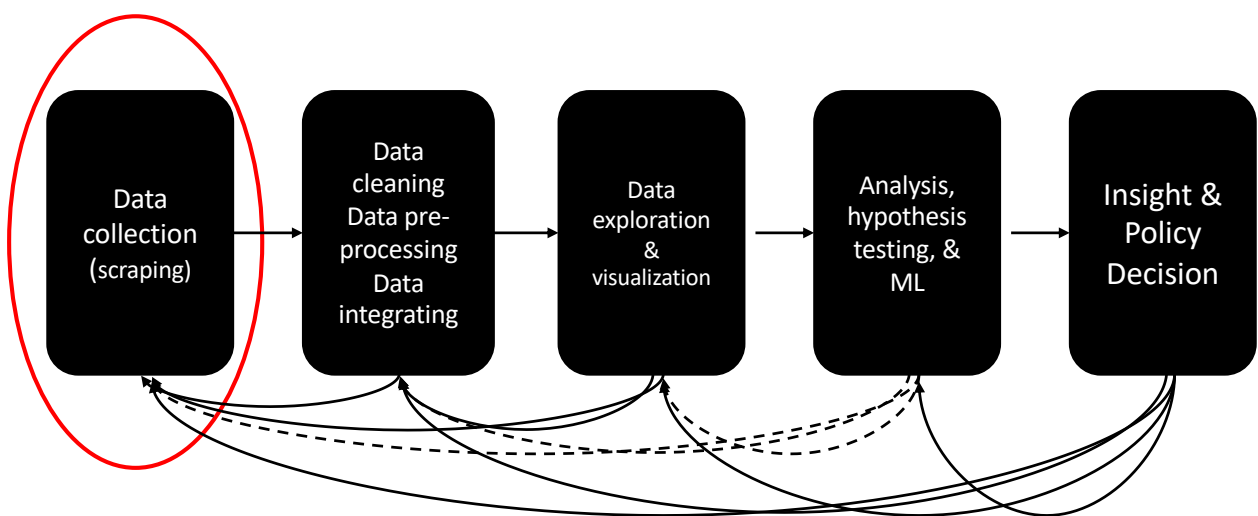 Data
collection
(scraping)
Data
cleaning
Data pre-
processing
Data
integrating
Data
exploration
&
visualization
Analysis,
hypothesis
testing, &
ML
Insight &
Policy
Decision